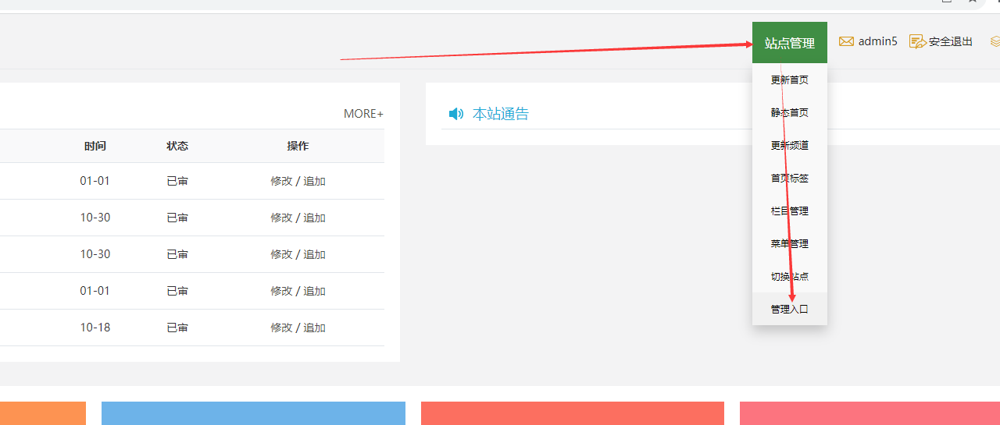 站点管理
admin5
安全退出
更新首页
静态首页
更新频道
首页标签
栏目管理
菜单管理
切换站点
管理入口
MORE+
时间 状态 操作
01-01 已审 修改 / 追加
10-30 已审 修改 / 追加
10-30 已审 修改 / 追加
01-01 已审 修改 / 追加
10-18 已审 修改 / 追加
本站通告